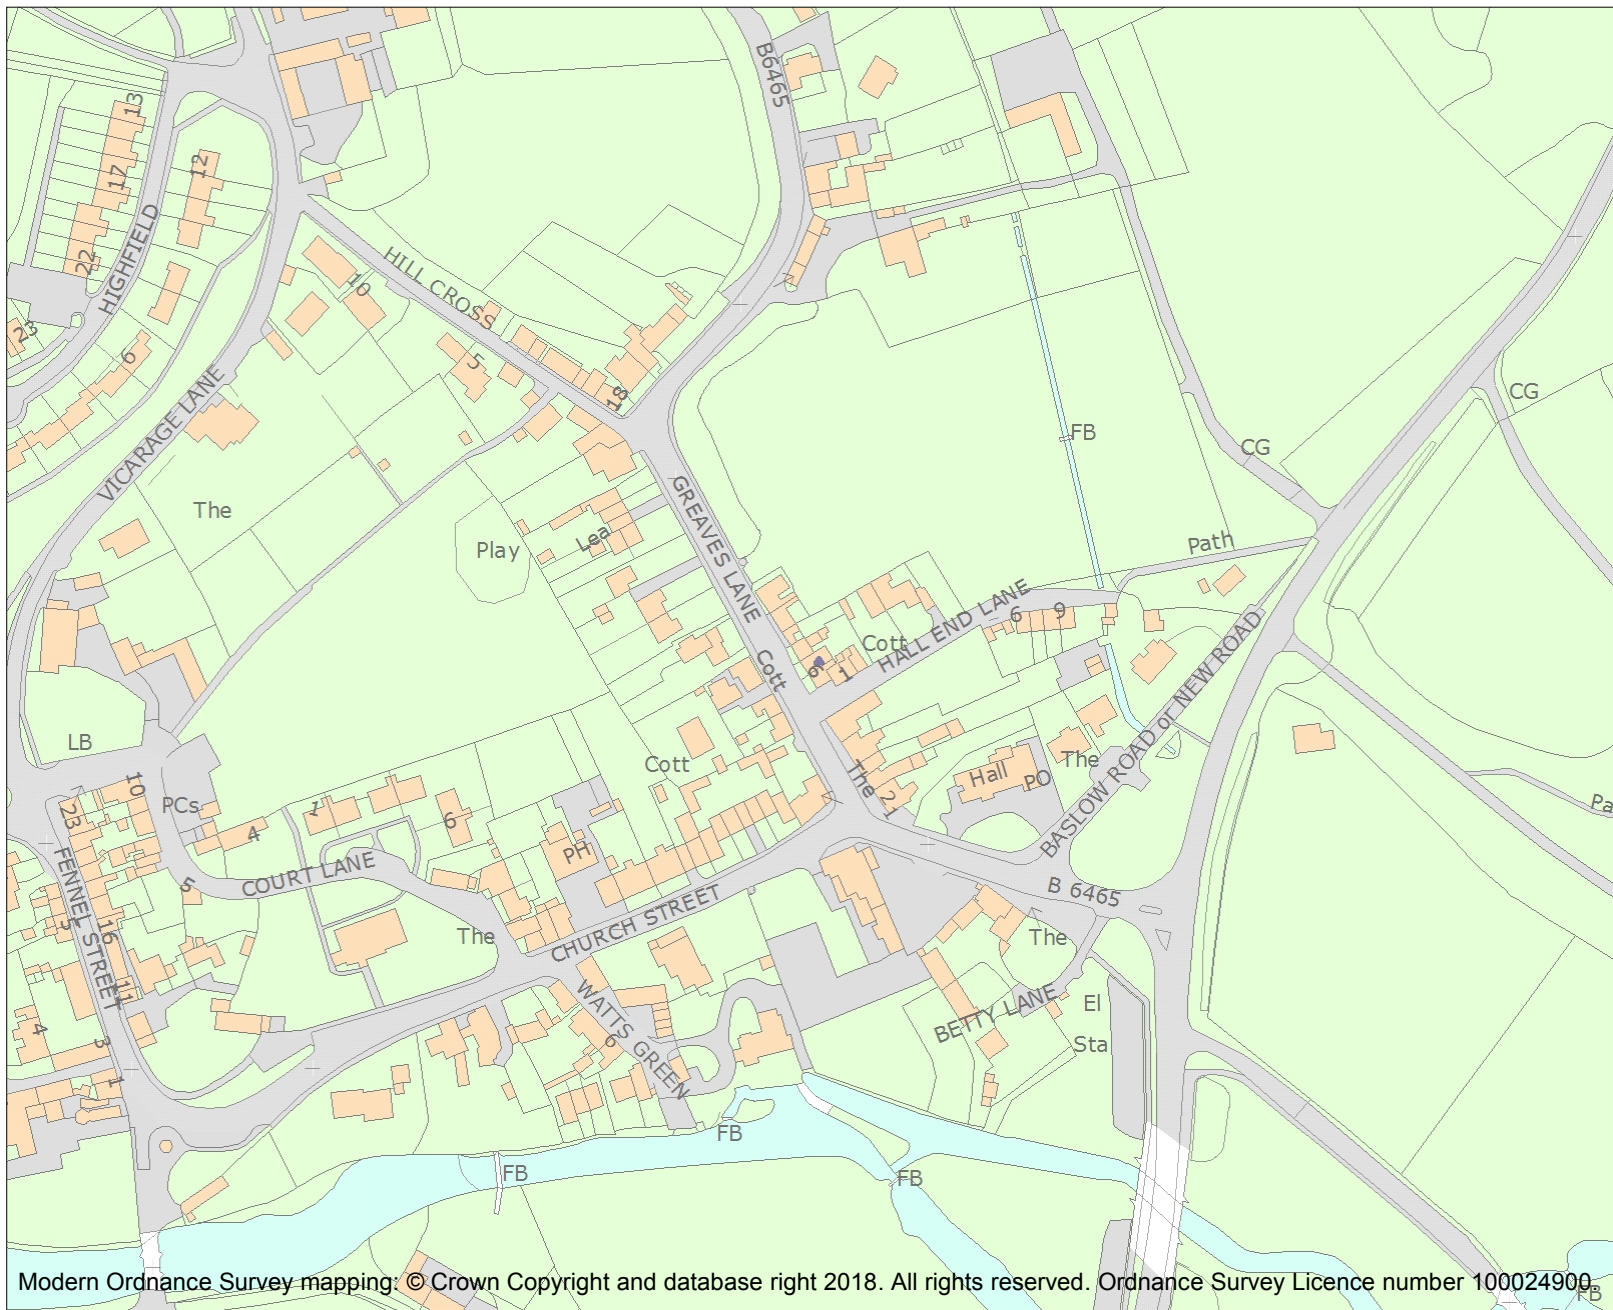 B6465
13
17
12
22
HIGHFIELD
HILL CROSS
10
23
6
5
18
CG
FB
CG
VICARAGE LANE
The
Play
Lea
GREAVES LANE
Path
Cott
6
1
Cott
HALL END LANE
6
9
BASLOW ROAD or NEW ROAD
LB
10
23
PCs
1
4
6
Cott
PH
The
21
Hall
PO
The
Pa
FENNEL STREET
5
COURT LANE
5
16
11
The
CHURCH STREET
B 6465
The
WATTS GREEN
6
BETTY LANE
El
Sta
4
3
1
FB
FB
FB
FB
Modern Ordnance Survey mapping: © Crown Copyright and database right 2018. All rights reserved. Ordnance Survey Licence number 100024900.